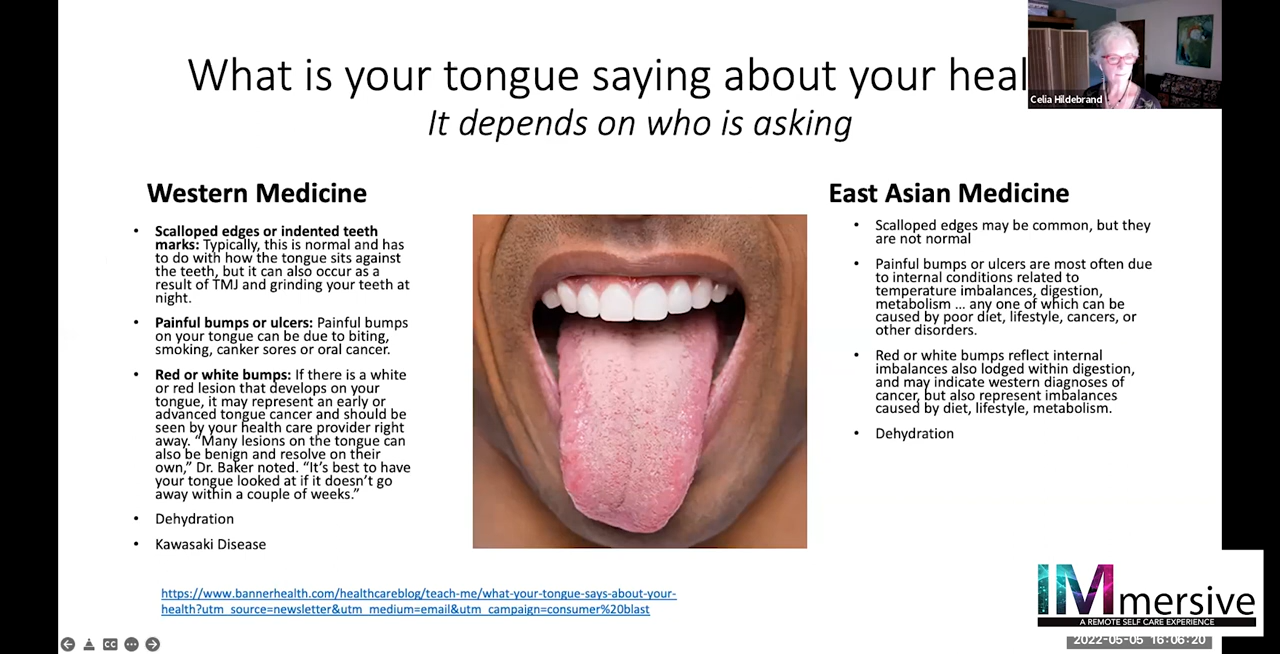 What is your tongue saying about your heal
It depends on who is asking
Celia Hildebrand
Western Medicine
• Scalloped edges or indented teeth
marks: Typically, this is normal and has
to do with how the tongue sits against
the teeth, but it can also occur as a
result of TMJ and grinding your teeth at
night.
• Painful bumps or ulcers: Painful bumps
on your tongue can be due to biting,
smoking, canker sores or oral cancer.
• Red or white bumps: If there is a white
or red lesion that develops on your
tongue, it may represent an early or
advanced tongue cancer and should be
seen by your health care provider right
away. “Many lesions on the tongue can
also be benign and resolve on their
own,” Dr. Baker noted. “It’s best to have
your tongue looked at if it doesn’t go
away within a couple of weeks.”
• Dehydration
• Kawasaki Disease
East Asian Medicine
• Scalloped edges may be common, but they
are not normal
• Painful bumps or ulcers are most often due
to internal conditions related to
temperature imbalances, digestion,
metabolism ... any one of which can be
caused by poor diet, lifestyle, cancers, or
other disorders.
• Red or white bumps reflect internal
imbalances also lodged within digestion,
and may indicate western diagnoses of
cancer, but also represent imbalances
caused by diet, lifestyle, metabolism.
• Dehydration
https://www.bannerhealth.com/healthcareblog/teach-me/what-your-tongue-says-about-your-
health?utm_source=newsletter&utm_medium=email&utm_campaign=consumer%20blast
CC
IMmersive
A REMOTE SELF CARE EXPERIENCE
2022-05-05 16:06:20